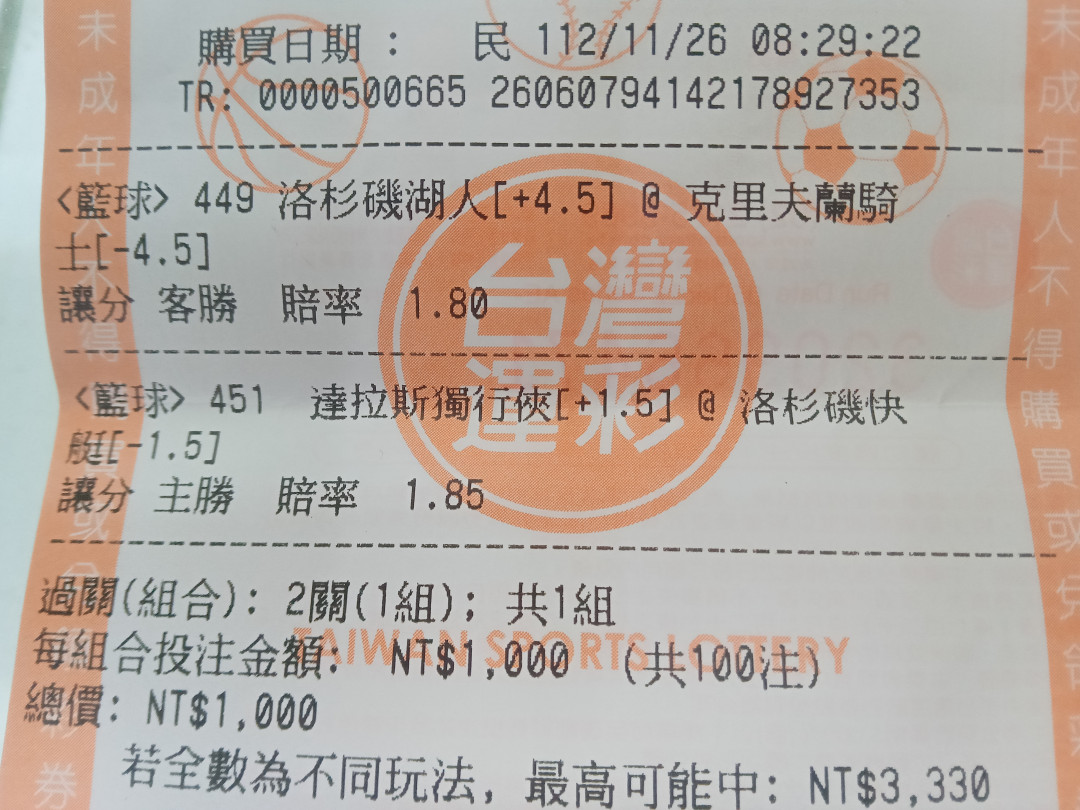 購買日期： 民 112/11/26 08:29:22
TR: 0000500665 26060794142178927353
<籃球> 449 洛杉磯湖人[+4.5] @ 克里夫蘭騎
士[-4.5]
讓分 客勝 賠率 1.80
<籃球> 451 達拉斯獨行俠[+1.5] @ 洛杉磯快
艇[-1.5]
讓分 主勝 賠率 1.85
台灣
運彩
過關(組合): 2關(1組); 共1組
每組合投注金額: NT$1,000 (共100注)
TAIWAN SPORTS LOTTERY
總價: NT$1,000
若全數為不同玩法, 最高可能中: NT$3,330
未成年人不得購買或兌
未成年人不得購買或兌領
券